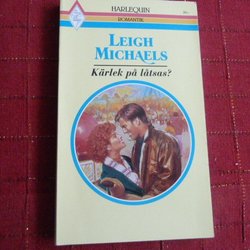 HARLEQUIN
ROMANTIK
LEIGH
MICHAELS
Kärlek på låtsas?